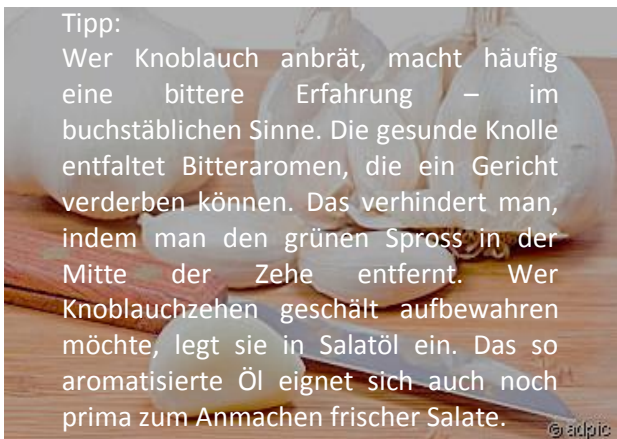 Tipp:
Wer Knoblauch anbrät, macht häufig
eine bittere Erfahrung – im
buchstäblichen Sinne. Die gesunde Knolle
entfaltet Bitteraromen, die ein Gericht
verderben können. Das verhindert man,
indem man den grünen Spross in der
Mitte der Zehe entfernt. Wer
Knoblauchzehen geschält aufbewahren
möchte, legt sie in Salatöl ein. Das so
aromatisierte Öl eignet sich auch noch
prima zum Anmachen frischer Salate.
© adpic